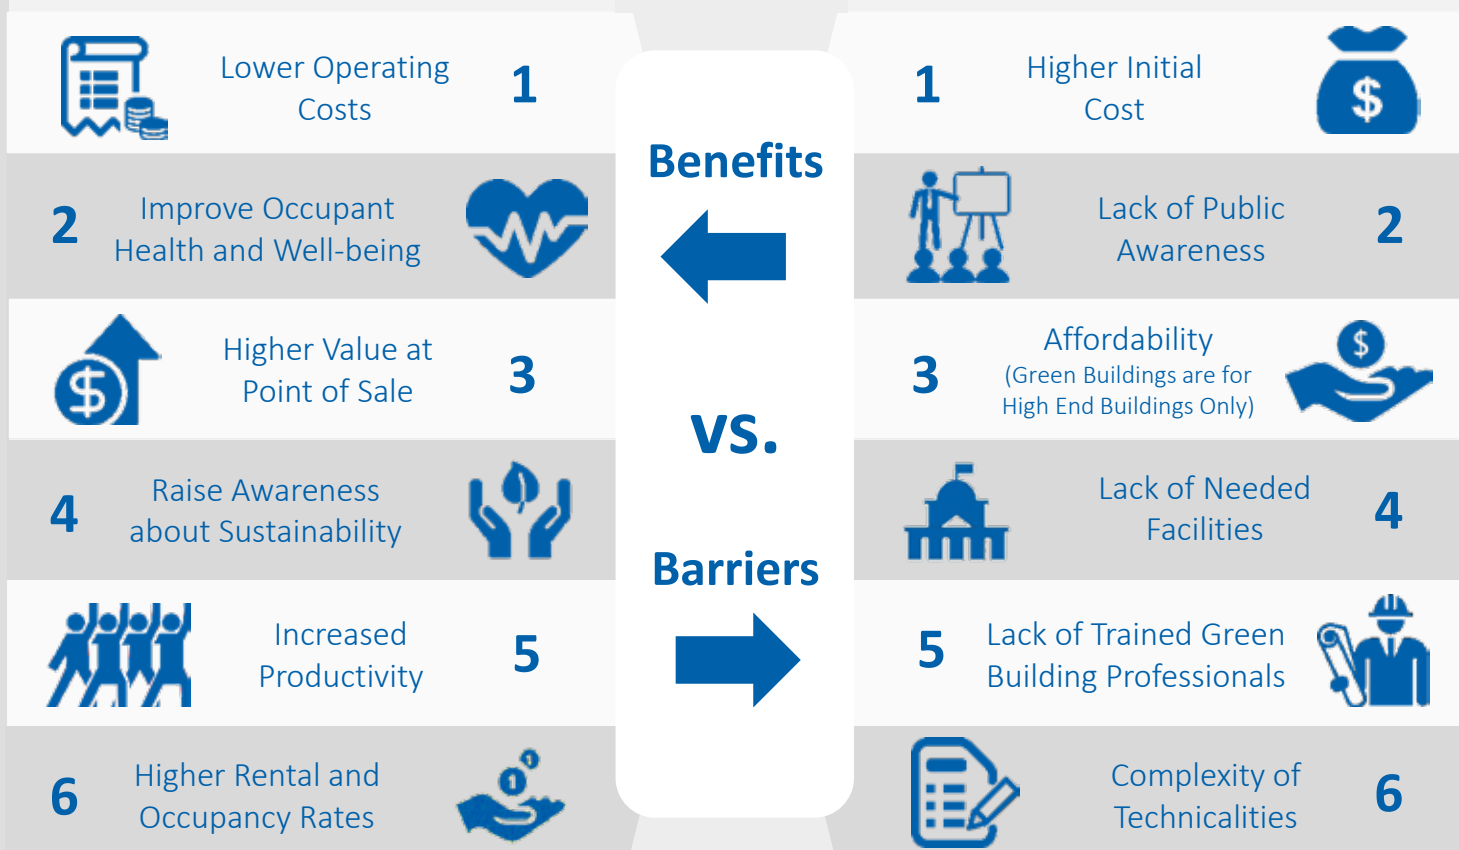 Lower Operating
Costs
1
2
Improve Occupant
Health and Well-being
Higher Value at
Point of Sale
3
4
Raise Awareness
about Sustainability
Increased
Productivity
5
6
Higher Rental and
Occupancy Rates
Benefits
vs.
Barriers
1
Higher Initial
Cost
$
Lack of Public
Awareness
2
3
Affordability
(Green Buildings are for
High End Buildings Only)
$
Lack of Needed
Facilities
4
5
Lack of Trained Green
Building Professionals
Complexity of
Technicalities
6
$
1
1